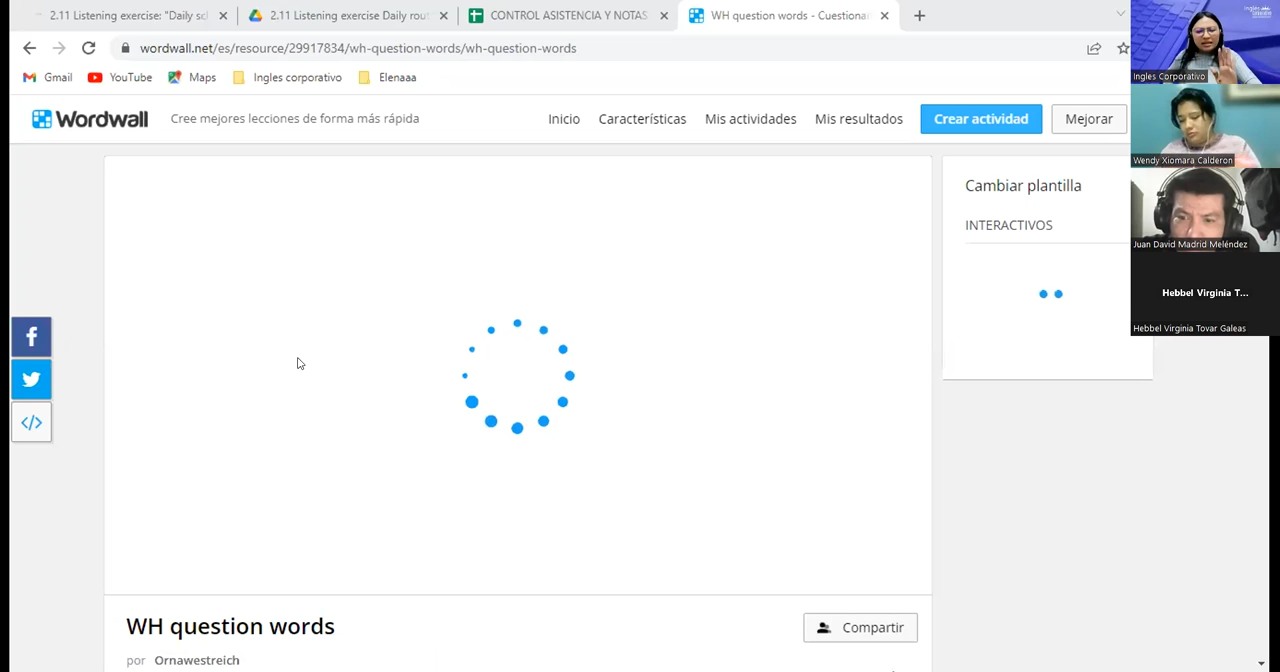 2.11 Listening exercise: "Daily sc
2.11 Listening exercise Daily rout
CONTROL ASISTENCIA Y NOTAS
WH question words - Cuestiona
wordwall.net/es/resource/29917834/wh-question-words/wh-question-words
Gmail
YouTube
Maps
Ingles corporativo
Elenaaa
Wordwall
Cree mejores lecciones de forma más rápida
Inicio
Características
Mis actividades
Mis resultados
Crear actividad
Mejorar
Cambiar plantilla
INTERACTIVOS
WH question words
Compartir
por Ornawestreich
Ingles Corporativo
Wendy Xiomara Calderon
Juan David Madrid Meléndez
Hebbel Virginia T...
Hebbel Virginia Tovar Galeas